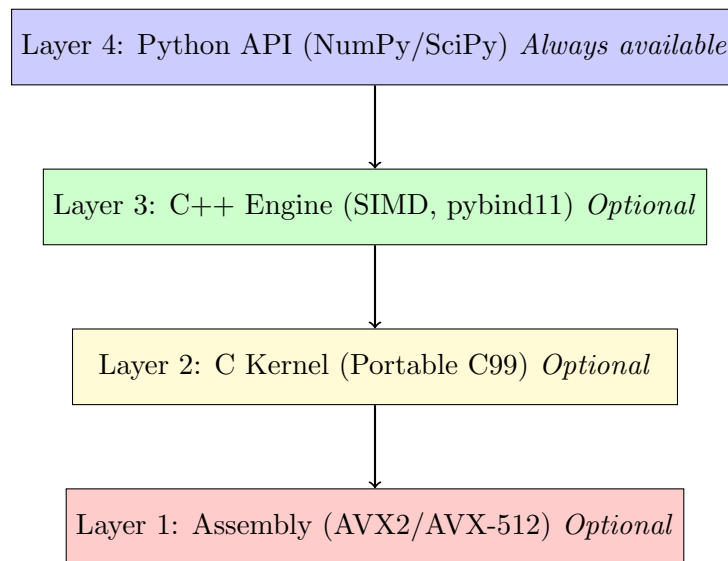 Layer 4: Python API (NumPy/SciPy) Always available
Layer 3: C++ Engine (SIMD, pybind11) Optional
Layer 2: C Kernel (Portable C99) Optional
Layer 1: Assembly (AVX2/AVX-512) Optional